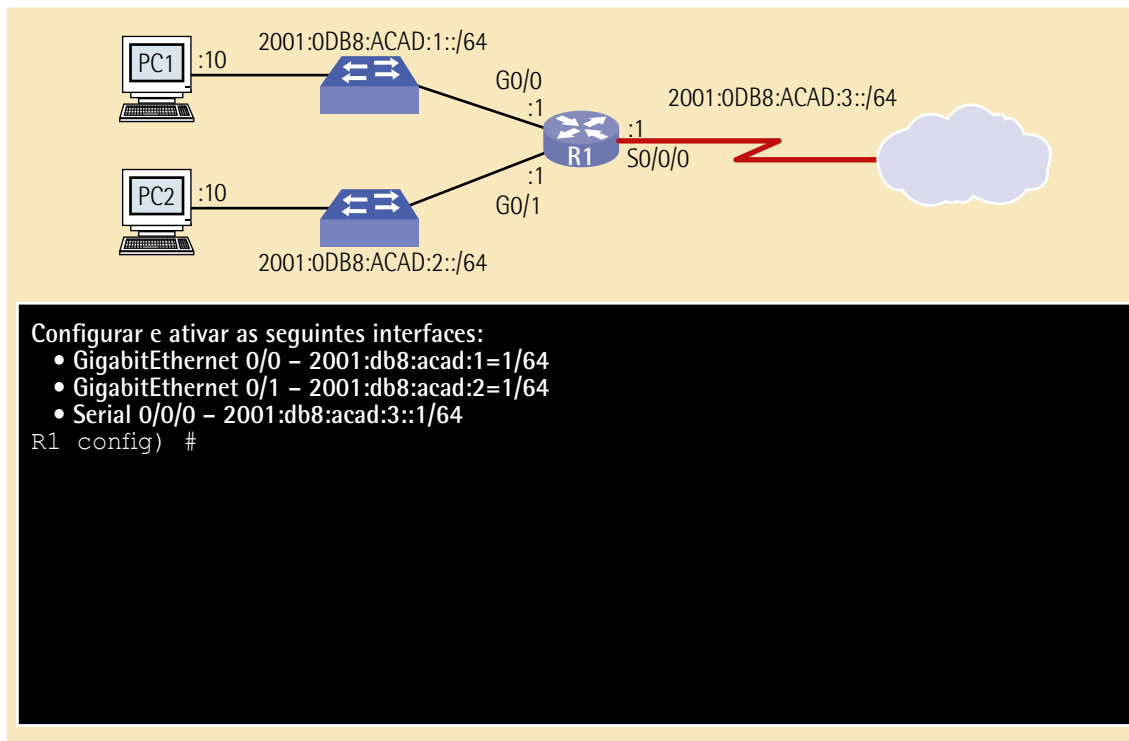 2001:0DB8:ACAD:1::/64
PC1 :10
G0/0
:1
2001:0DB8:ACAD:3::/64
:1
R1 S0/0/0
:1
G0/1
PC2 :10
2001:0DB8:ACAD:2::/64
Configurar e ativar as seguintes interfaces:
• GigabitEthernet 0/0 – 2001:db8:acad:1=1/64
• GigabitEthernet 0/1 – 2001:db8:acad:2=1/64
• Serial 0/0/0 – 2001:db8:acad:3::1/64
R1 config) #